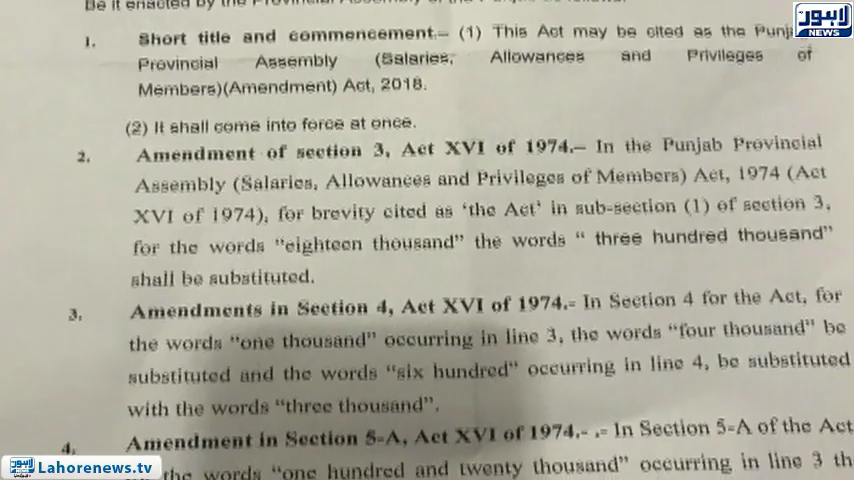 Be it enacted by the Provincial Assembly of the Punjab as follows:
لاہور
NEWS
1. Short title and commencement.– (1) This Act may be cited as the Punjab
Provincial Assembly (Salaries, Allowances and Privileges of
Members)(Amendment) Act, 2018.
(2) It shall come into force at once.
2. Amendment of section 3, Act XVI of 1974.– In the Punjab Provincial
Assembly (Salaries, Allowances and Privileges of Members) Act, 1974 (Act
XVI of 1974), for brevity cited as ‘the Act’ in sub-section (1) of section 3,
for the words “eighteen thousand” the words “ three hundred thousand”
shall be substituted.
3. Amendments in Section 4, Act XVI of 1974.- In Section 4 for the Act, for
the words “one thousand” occurring in line 3, the words “four thousand” be
substituted and the words “six hundred” occurring in line 4, be substituted
with the words “three thousand”.
4. Amendment in Section 5-A, Act XVI of 1974.- .- In Section 5-A of the Act
the words “one hundred and twenty thousand” occurring in line 3 th
لاہور
Lahorenews.tv